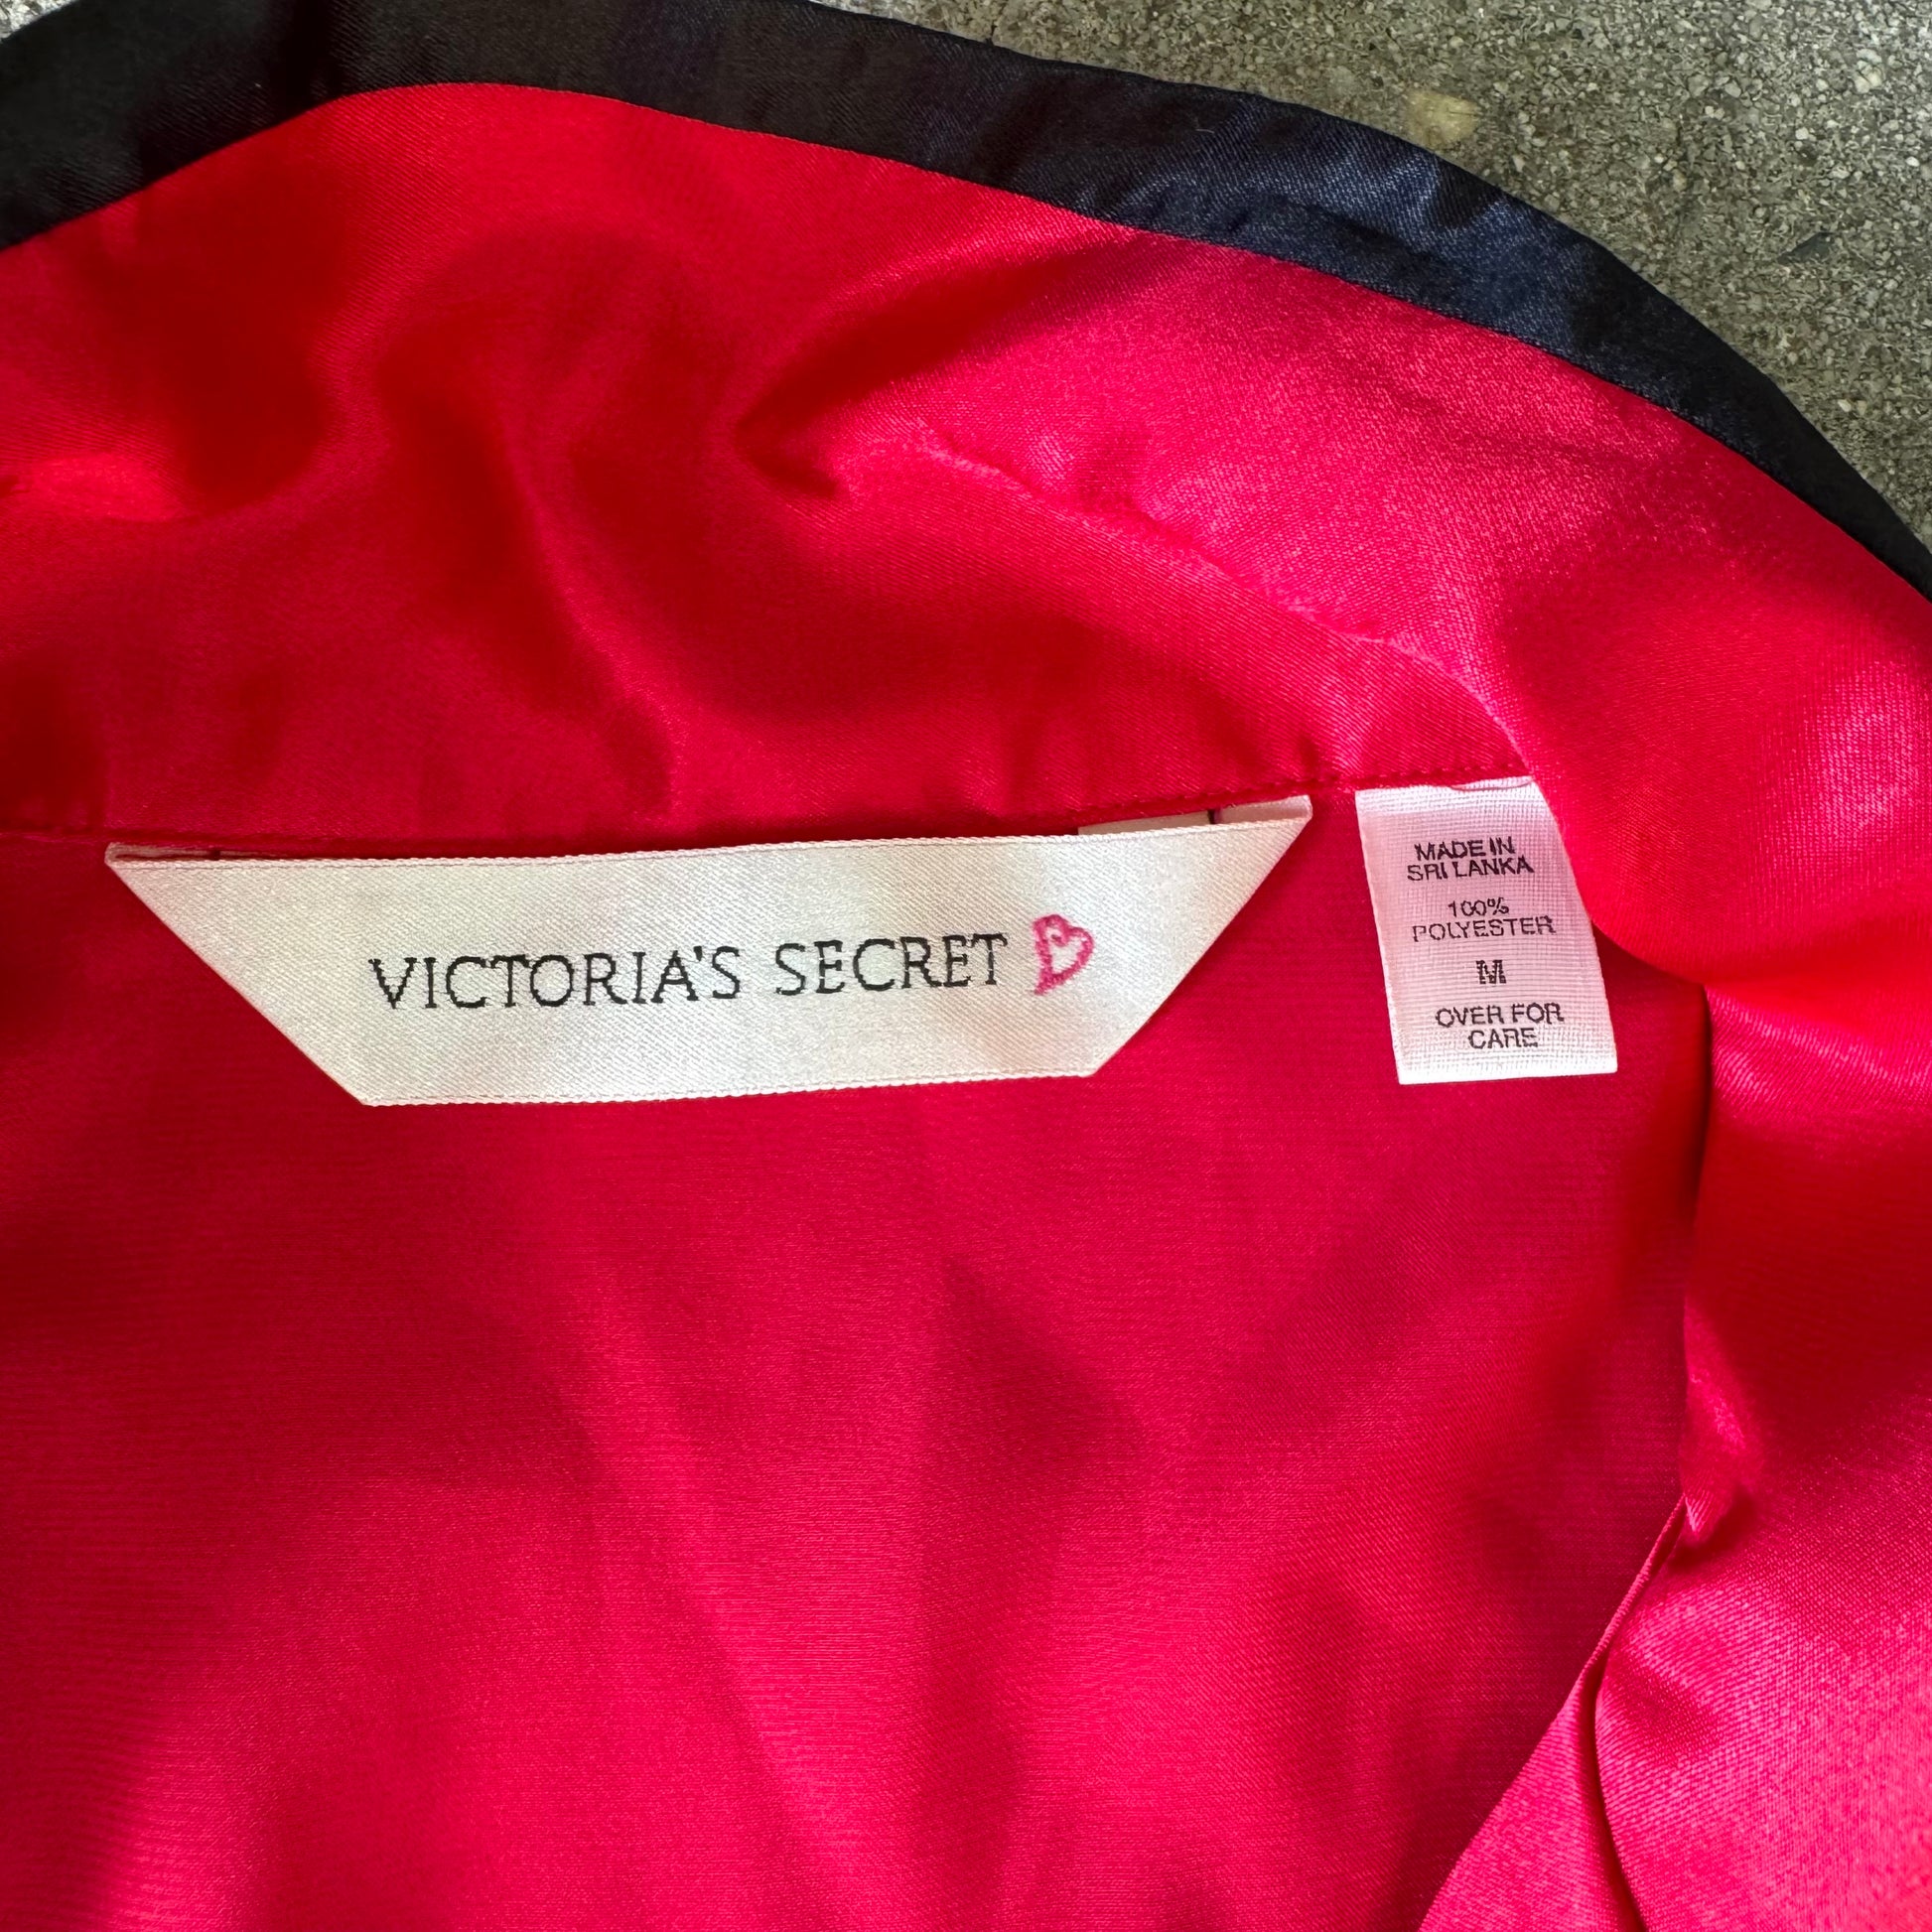 VICTORIA'S SECRET
MADE IN
SRI LANKA
100%
POLYESTER
M
OVER FOR
CARE